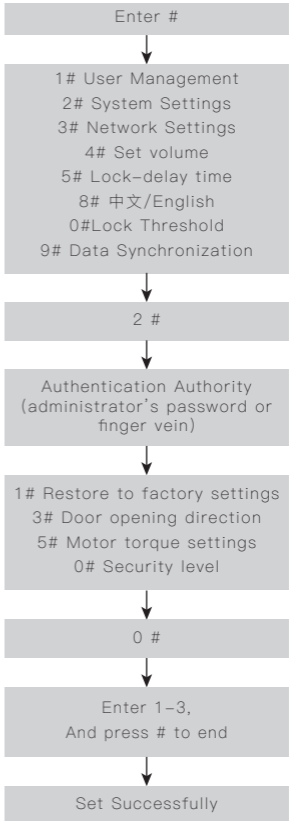 Enter #
1# User Management
2# System Settings
3# Network Settings
4# Set volume
5# Lock-delay time
8# 中文/English
0#Lock Threshold
9# Data Synchronization
2 #
Authentication Authority
(administrator's password or
finger vein)
1# Restore to factory settings
3# Door opening direction
5# Motor torque settings
0# Security level
0 #
Enter 1-3,
And press # to end
Set Successfully